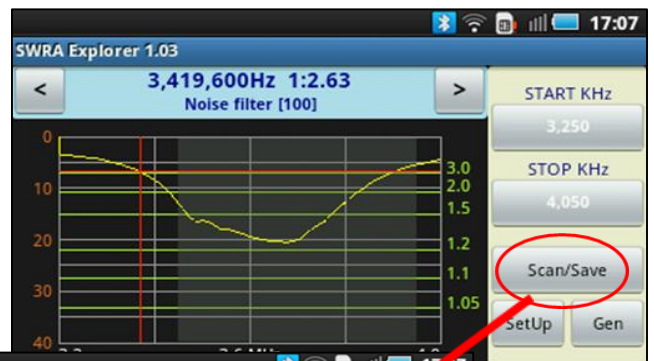 17:07
SWRA Explorer 1.03
< 3,419,600Hz 1:2.63 >
Noise filter [100]
START KHz
3,250
STOP KHz
4,050
Scan/Save
SetUp Gen
0
10
20
30
40
3.0
2.0
1.5
1.2
1.1
1.05